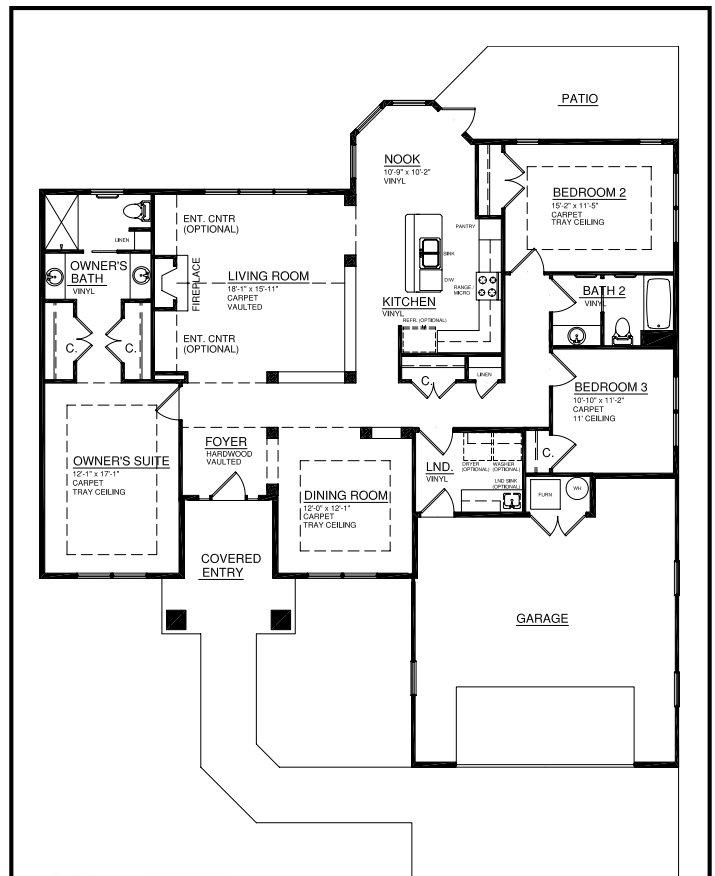 PATIO
NOOK
10'-9" x 10'-2"
VINYL
BEDROOM 2
15'-2" x 11'-5"
CARPET
TRAY CEILING
ENT. CNTR
(OPTIONAL)
PANTRY
LINEN
SINK
OWNER'S
BATH
VINYL
FIREPLACE
LIVING ROOM
18'-1" x 15'-11"
CARPET
VAULTED
D/W
RANGE /
MICRO
BATH 2
VINYL
KITCHEN
VINYL
REFR. (OPTIONAL)
ENT. CNTR
(OPTIONAL)
C.
C.
C.
LINEN
BEDROOM 3
10'-10" x 11'-2"
CARPET
11' CEILING
FOYER
HARDWOOD
VAULTED
OWNER'S SUITE
12'-1" x 17'-1"
CARPET
TRAY CEILING
LND.
VINYL
DRYER
(OPTIONAL)
WASHER
(OPTIONAL)
C.
LND SINK
(OPTIONAL)
FURN
WH
DINING ROOM
12'-0" x 12'-1"
CARPET
TRAY CEILING
COVERED
ENTRY
GARAGE